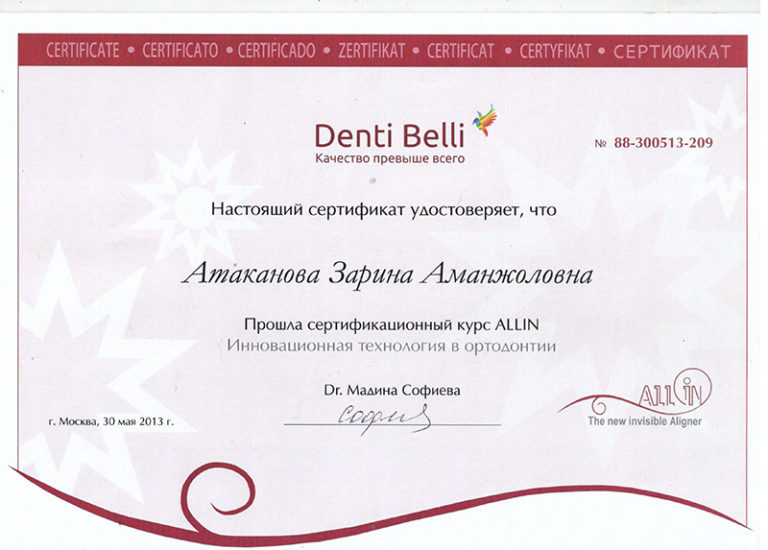 CERTIFICATE • CERTIFICATO • CERTIFICADO • ZERTIFIKAT • CERTIFICAT • CERTYFIKAT • СЕРТИФИКАТ
Denti Belli
Качество превыше всего
№ 88-300513-209
Настоящий сертификат удостоверяет, что
Атаканова Зарина Аманжоловна
Прошла сертификационный курс ALLIN
Инновационная технология в ортодонтии
Dr. Мадина Софиева
г. Москва, 30 мая 2013 г.
ALL iN
The new invisible Aligner